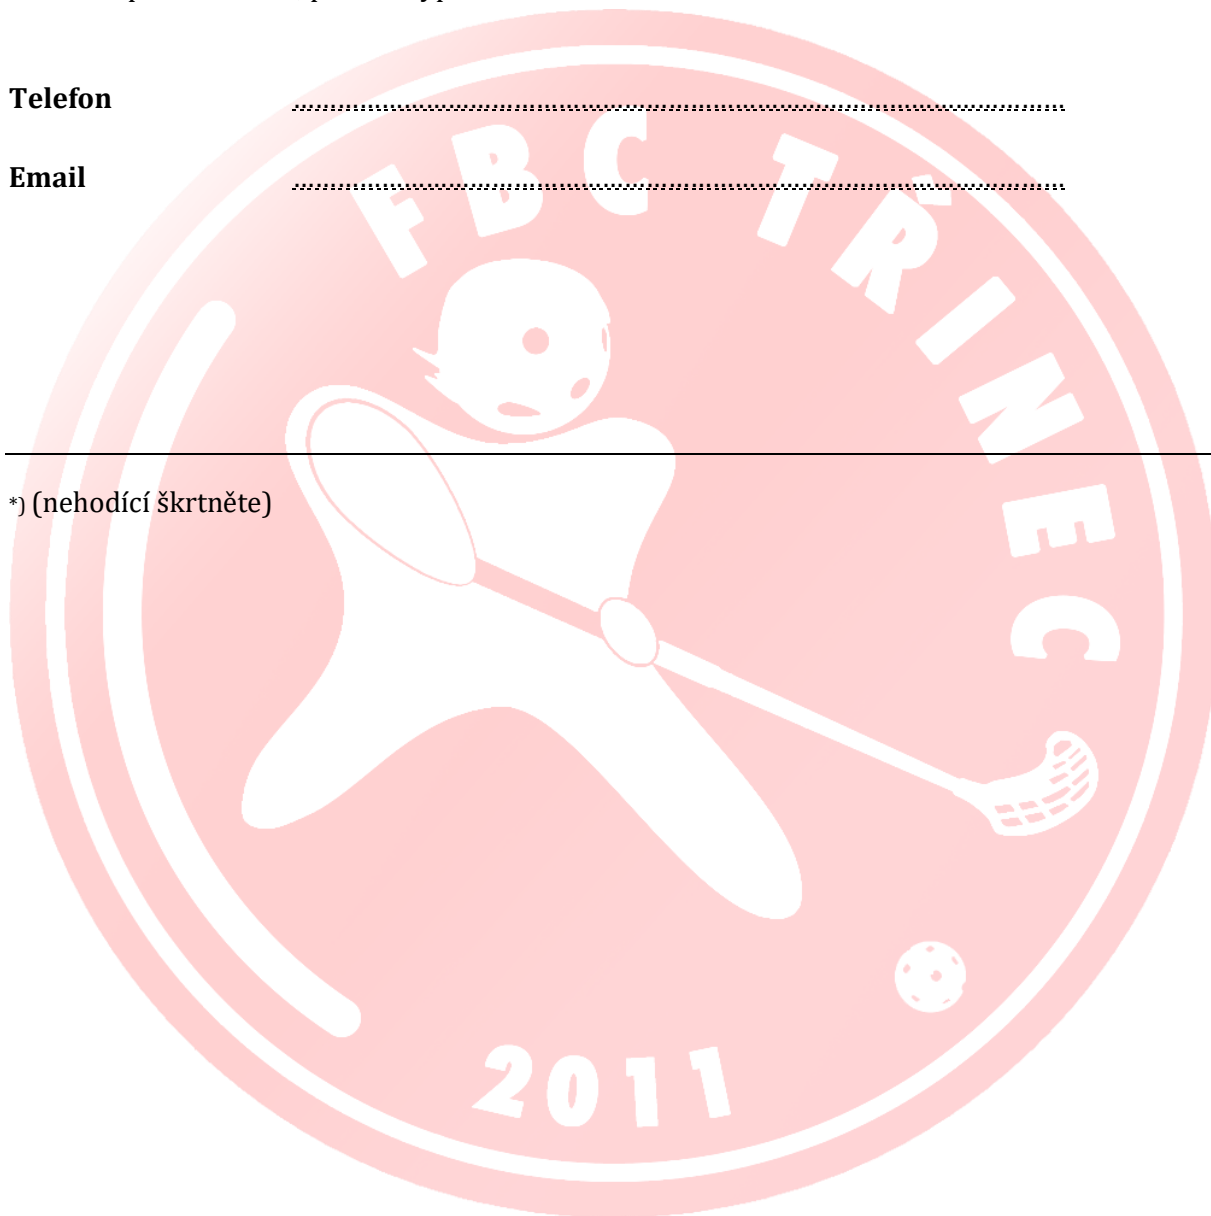 Telefon ........................................................................................
Email ........................................................................................
*) (nehodící škrtněte)
FBC TŘINEC
2011